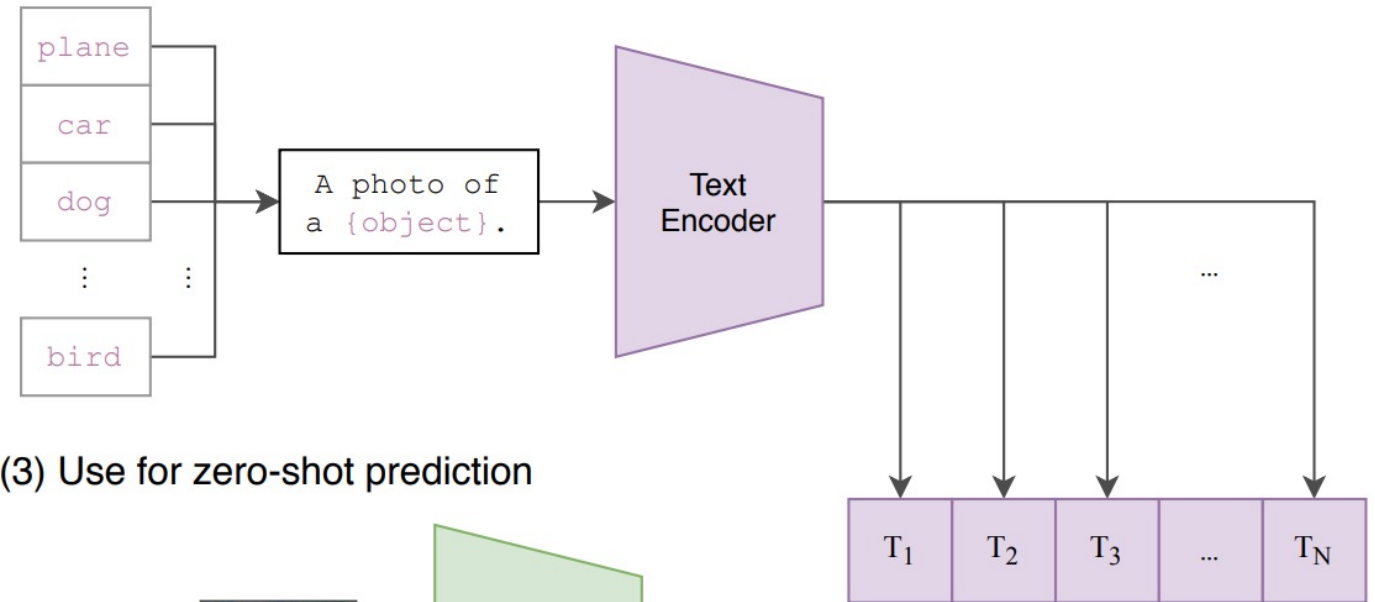 plane
car
dog
⋮ ⋮
bird
A photo of
a {object}.
Text
Encoder
...
(3) Use for zero-shot prediction
T1 T2 T3 ... TN